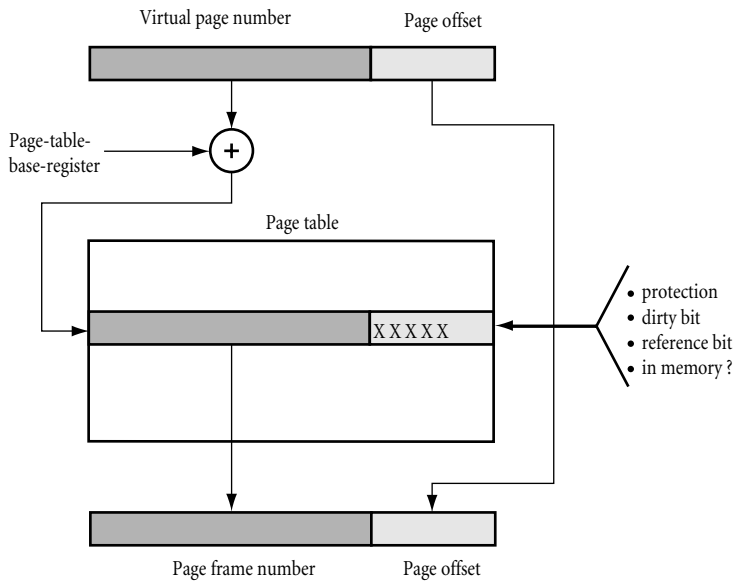 Virtual page number
Page offset
Page-table-
base-register
+
Page table
X X X X X
• protection
• dirty bit
• reference bit
• in memory ?
Page frame number
Page offset